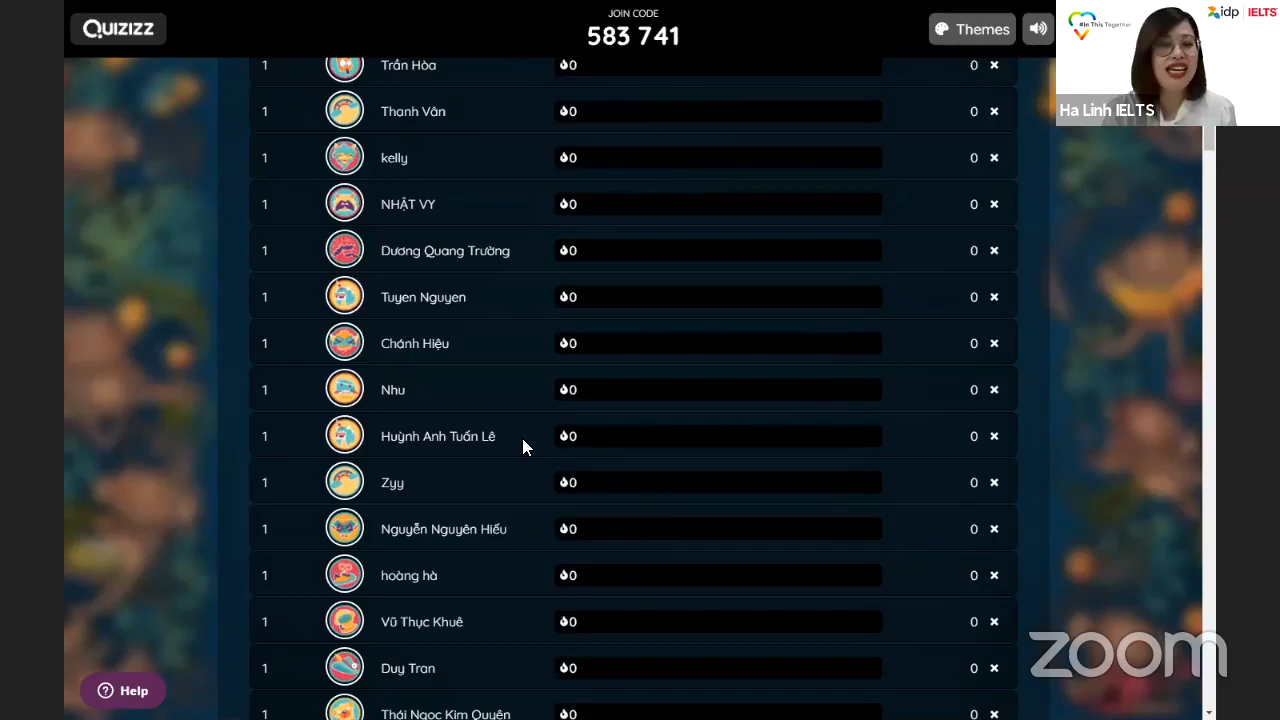 QUIZIZZ
JOIN CODE
583 741
Themes
#In This Together
idp IELTS
Ha Linh IELTS
1 Trần Hòa 0 0 ×
1 Thanh Vân 0 0 ×
1 kelly 0 0 ×
1 NHẬT VY 0 0 ×
1 Dương Quang Trường 0 0 ×
1 Tuyen Nguyen 0 0 ×
1 Chánh Hiệu 0 0 ×
1 Nhu 0 0 ×
1 Huỳnh Anh Tuấn Lê 0 0 ×
1 Zyy 0 0 ×
1 Nguyễn Nguyên Hiếu 0 0 ×
1 hoàng hà 0 0 ×
1 Vũ Thục Khuê 0 0 ×
1 Duy Tran 0 0 ×
1 Thái Ngọc Kim Quyên 0 0 ×
Help
zoom